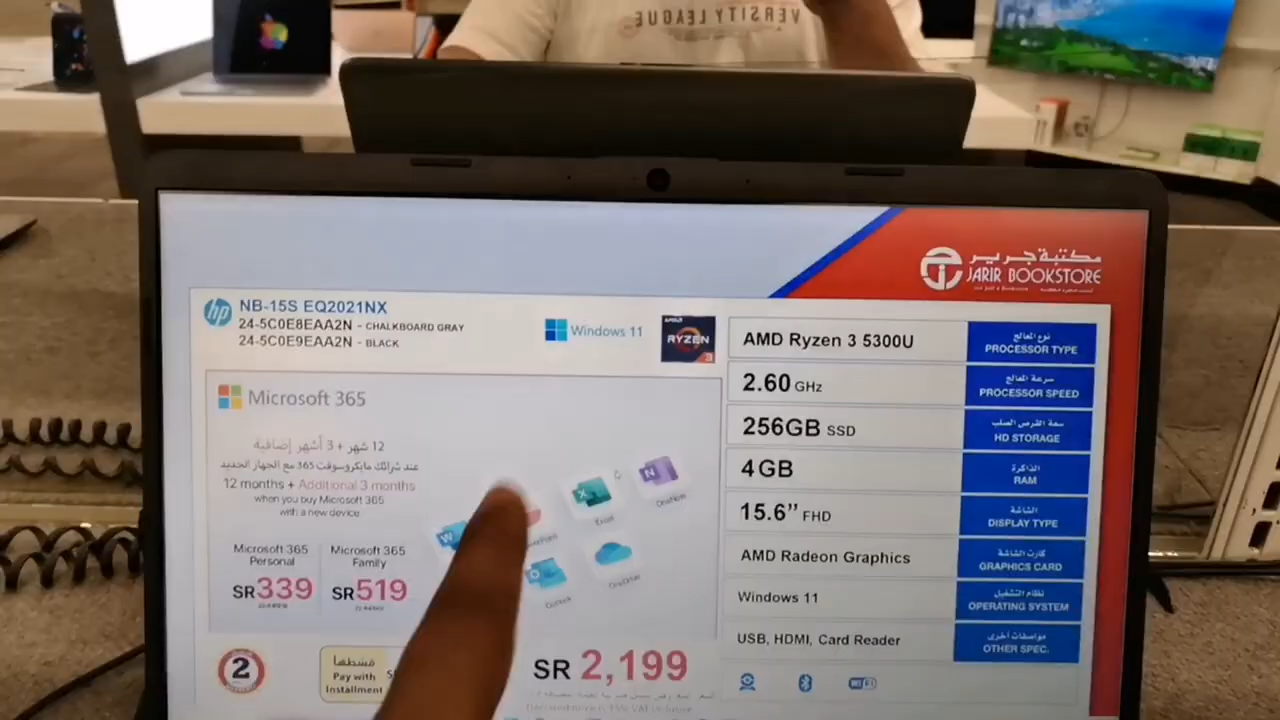 VERSITY LEAGUE
مكتبة جرير
JARIR BOOKSTORE
hp
NB-15S EQ2021NX
24-5C0E8EAA2N - CHALKBOARD GRAY
24-5C0E9EAA2N - BLACK
Windows 11
AMD
RYZEN
3
Microsoft 365
12 شهر + 3 أشهر إضافية
عند شرائك مايكروسوفت 365 مع الجهاز الجديد
12 months + Additional 3 months
when you buy Microsoft 365
with a new device
Microsoft 365
Personal
SR339
Microsoft 365
Family
SR519
W
X
Excel
N
OneNote
Outlook
OneDrive
2
قسطها
Pay with
Installment
SR 2,199
AMD Ryzen 3 5300U
نوع المعالج
PROCESSOR TYPE
2.60 GHz
سرعة المعالج
PROCESSOR SPEED
256GB SSD
سعة القرص الصلب
HD STORAGE
4GB
الذاكرة
RAM
15.6” FHD
الشاشة
DISPLAY TYPE
AMD Radeon Graphics
كارت الشاشة
GRAPHICS CARD
Windows 11
نظام التشغيل
OPERATING SYSTEM
USB, HDMI, Card Reader
مواصفات أخرى
OTHER SPEC.
WiFi